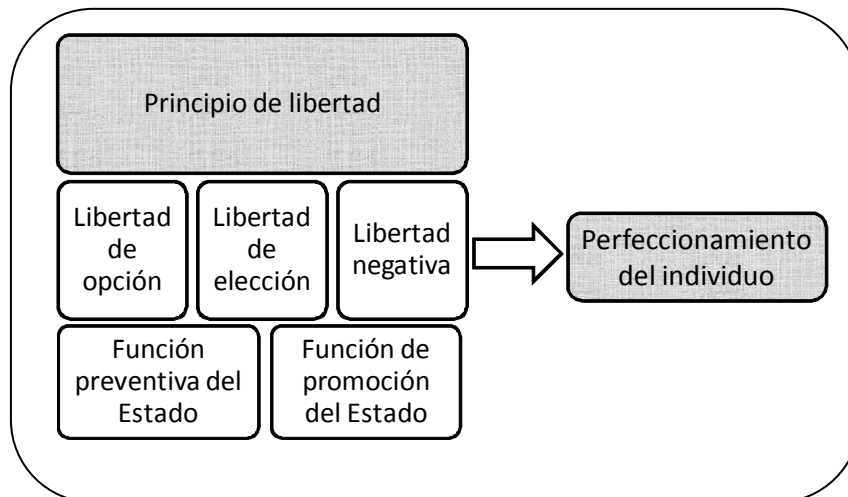 Principio de libertad
Libertad
de
opción
Libertad
de
elección
Libertad
negativa
Perfeccionamiento
del individuo
Función
preventiva del
Estado
Función de
promoción
del Estado